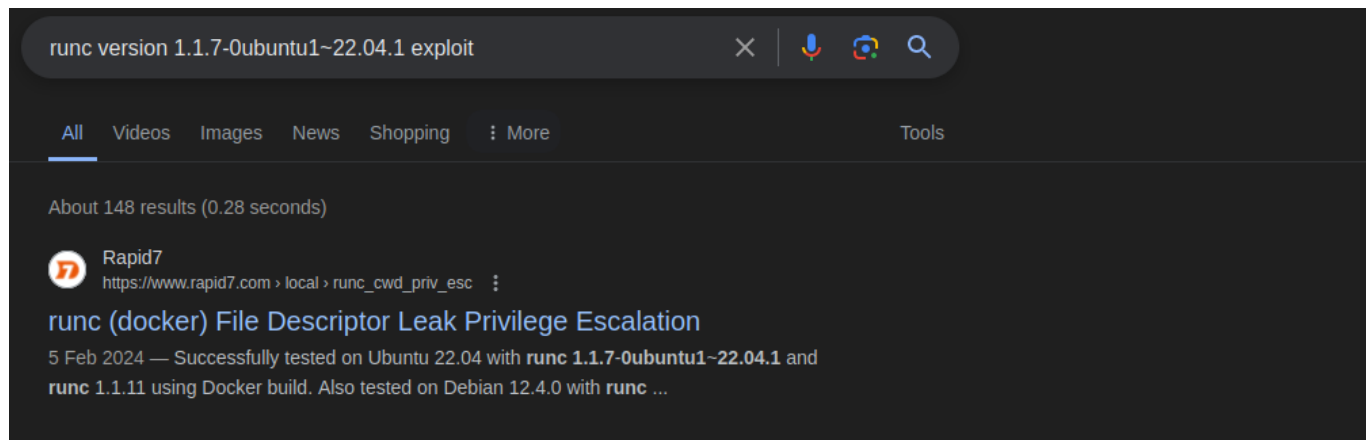 runc version 1.1.7-0ubuntu1~22.04.1 exploit
All Videos Images News Shopping More Tools
About 148 results (0.28 seconds)
Rapid7
https://www.rapid7.com › local › runc_cwd_priv_esc
runc (docker) File Descriptor Leak Privilege Escalation
5 Feb 2024 — Successfully tested on Ubuntu 22.04 with runc 1.1.7-0ubuntu1~22.04.1 and
runc 1.1.11 using Docker build. Also tested on Debian 12.4.0 with runc ...